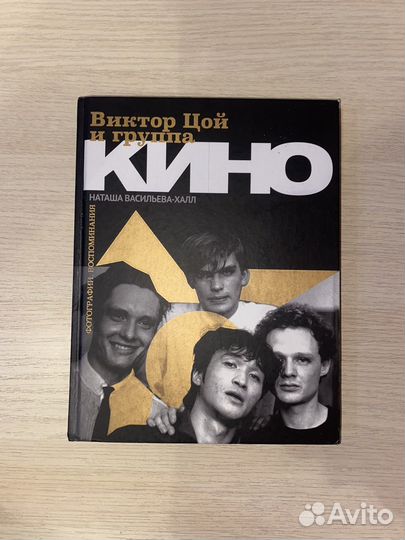 Виктор Цой
и группа
КИНО
НАТАША ВАСИЛЬЕВА-ХАЛЛ
ФОТОГРАФИИ. ВОСПОМИНАНИЯ
Avito